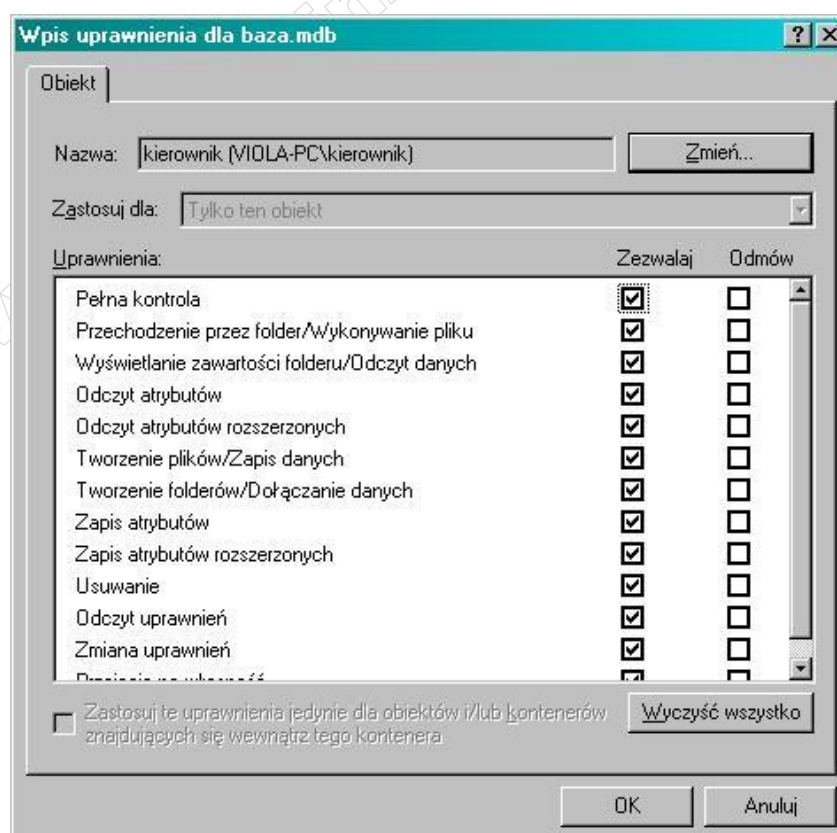 Wpis uprawnienia dla baza.mdb
Obiekt
Nazwa: kierownik (VIOLA-PC\kierownik) Zmień...
Zastosuj dla: Tylko ten obiekt
Uprawnienia: Zezwalaj Odmów
Pełna kontrola
Przechodzenie przez folder/Wykonywanie pliku
Wyświetlanie zawartości folderu/Odczyt danych
Odczyt atrybutów
Odczyt atrybutów rozszerzonych
Tworzenie plików/Zapis danych
Tworzenie folderów/Dołączanie danych
Zapis atrybutów
Zapis atrybutów rozszerzonych
Usuwanie
Odczyt uprawnień
Zmiana uprawnień
Zastosuj te uprawnienia jedynie dla obiektów i/lub kontenerów Wyczyść wszystko
znajdujących się wewnątrz tego kontenera
OK Anuluj